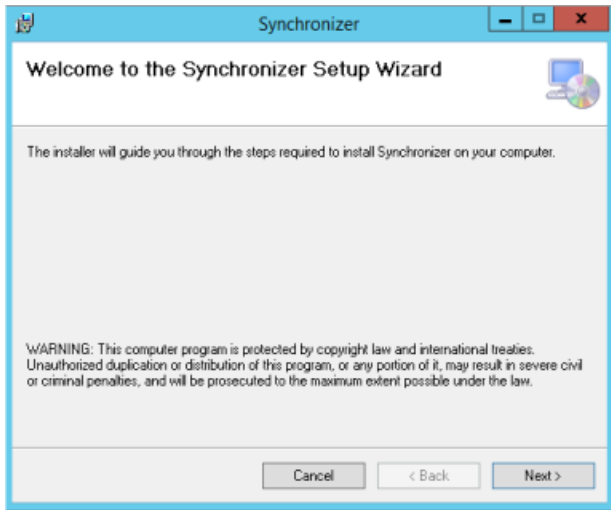 Synchronizer
Welcome to the Synchronizer Setup Wizard
The installer will guide you through the steps required to install Synchronizer on your computer.
WARNING: This computer program is protected by copyright law and international treaties.
Unauthorized duplication or distribution of this program, or any portion of it, may result in severe civil
or criminal penalties, and will be prosecuted to the maximum extent possible under the law.
Cancel
< Back
Next >